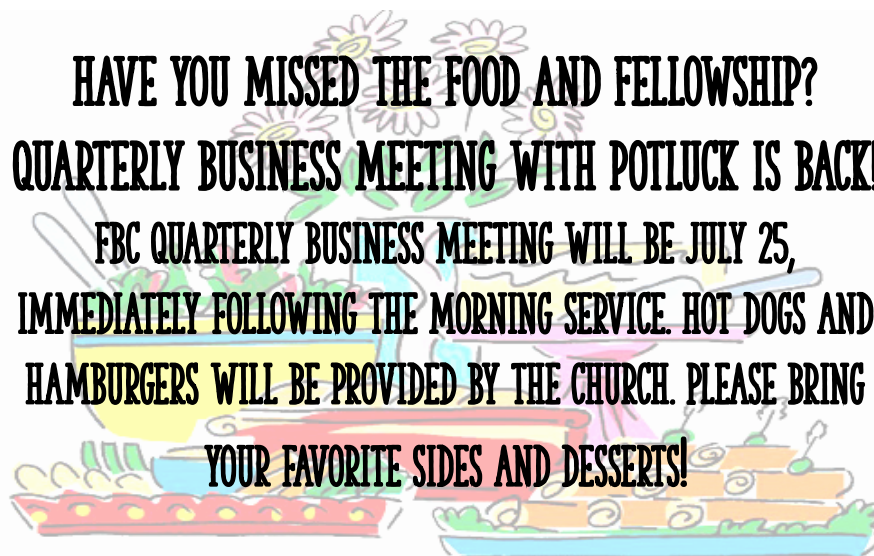 HAVE YOU MISSED THE FOOD AND FELLOWSHIP?
QUARTERLY BUSINESS MEETING WITH POTLUCK IS BACK!
FBC QUARTERLY BUSINESS MEETING WILL BE JULY 25,
IMMEDIATELY FOLLOWING THE MORNING SERVICE. HOT DOGS AND
HAMBURGERS WILL BE PROVIDED BY THE CHURCH. PLEASE BRING
YOUR FAVORITE SIDES AND DESSERTS!